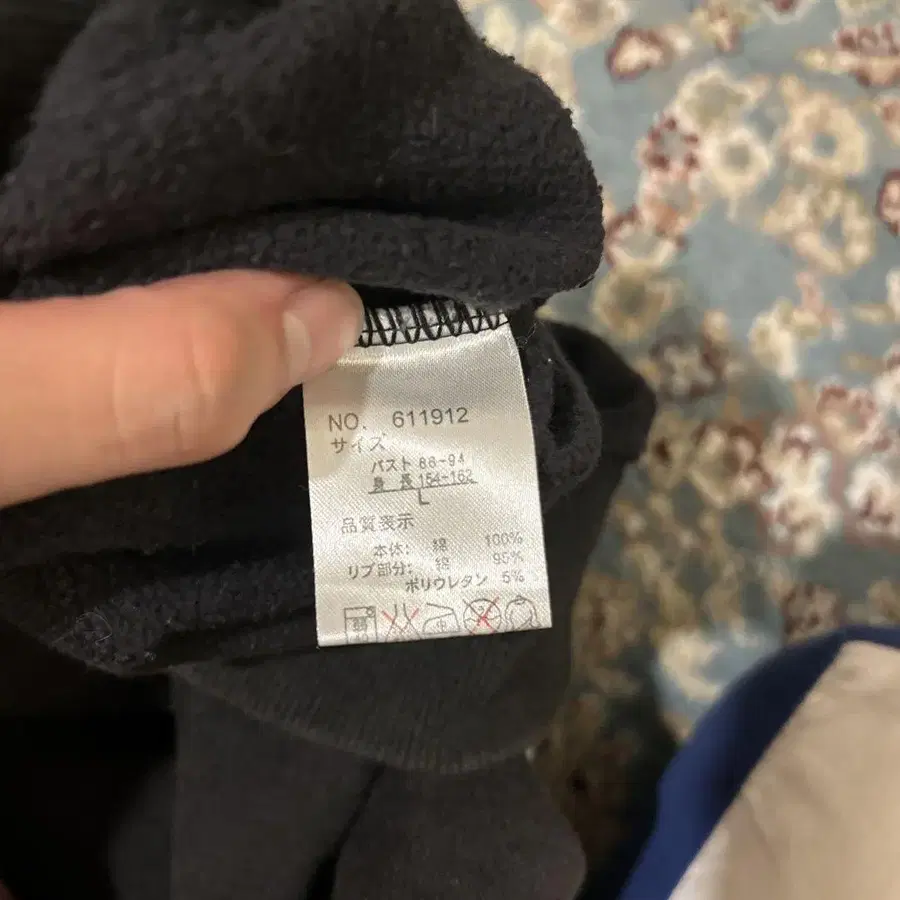 NO. 611912
サイズ
バスト 86-94
身長 154-162
L
品質表示
本体: 綿 100%
リブ部分: 綿 95%
ポリウレタン 5%
中